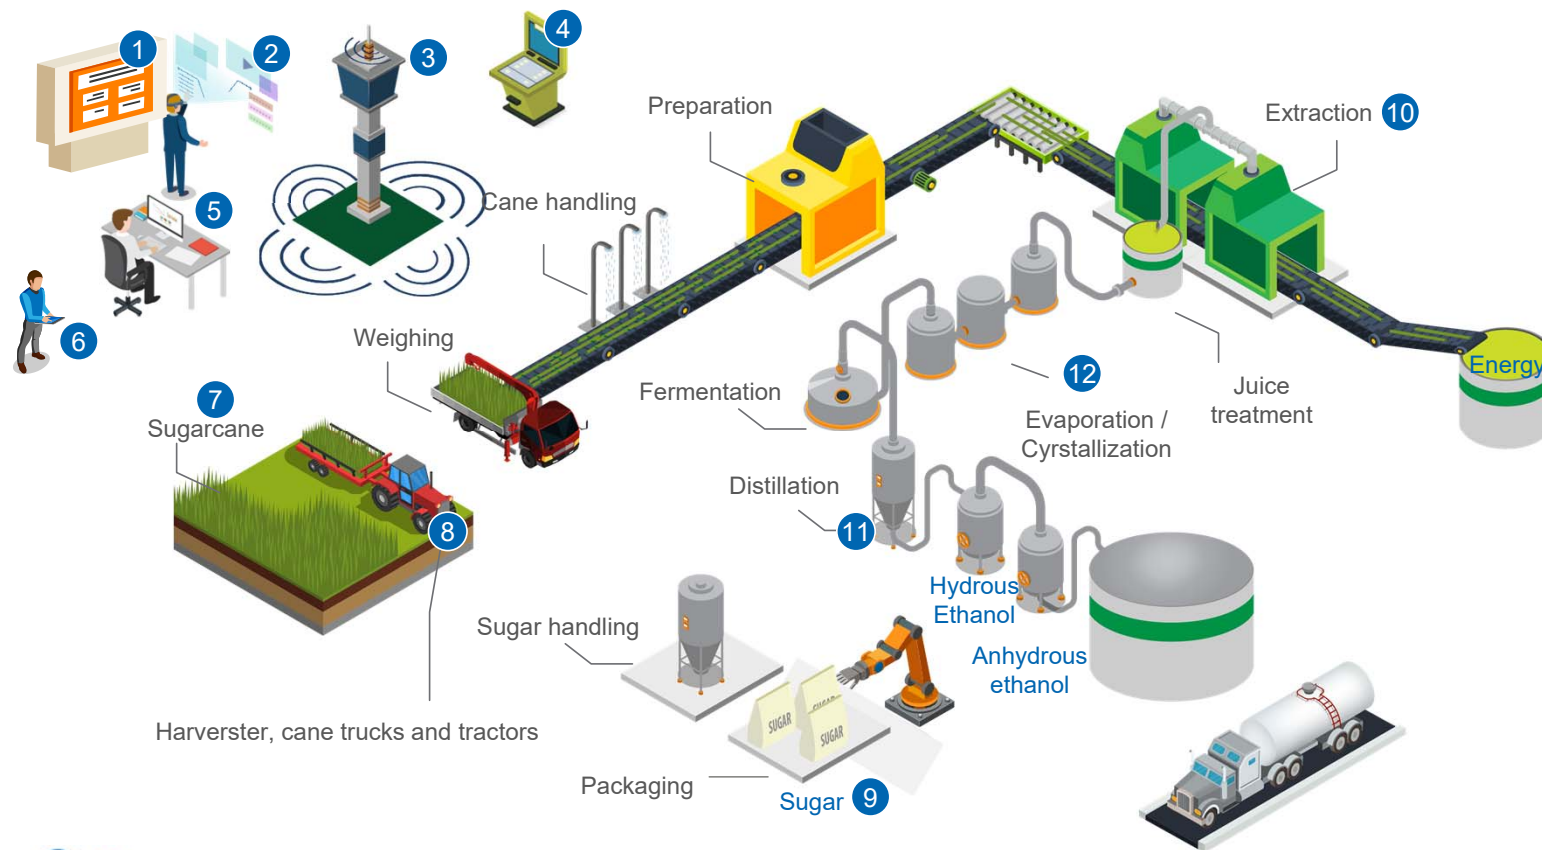 1
2
3
4
Preparation
Extraction 10
Cane handling
5
6
Weighing
Energy
7
Sugarcane
Fermentation
12
Evaporation /
Cyrstallization
Juice
treatment
Distillation
11
8
Hydrous
Ethanol
Sugar handling
Anhydrous
ethanol
SUGAR
SUGAR
SUGAR
Harverster, cane trucks and tractors
Packaging
Sugar 9